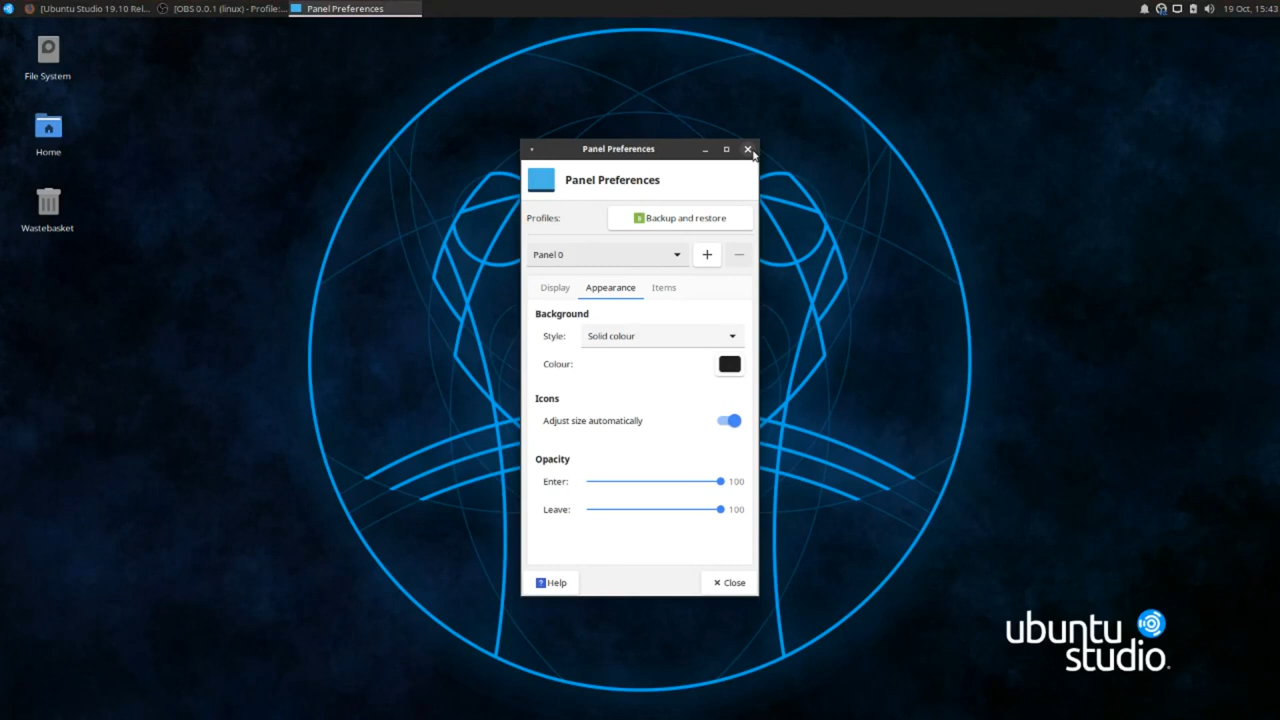 [Ubuntu Studio 19.10 Rel... [OBS 0.0.1 (linux) - Profile:... Panel Preferences 19 Oct, 15:43
File System
Home
Wastebasket
Panel Preferences
Panel Preferences
Profiles: Backup and restore
Panel 0
Display Appearance Items
Background
Style: Solid colour
Colour:
Icons
Adjust size automatically
Opacity
Enter: 100
Leave: 100
? Help Close
ubuntu
studio